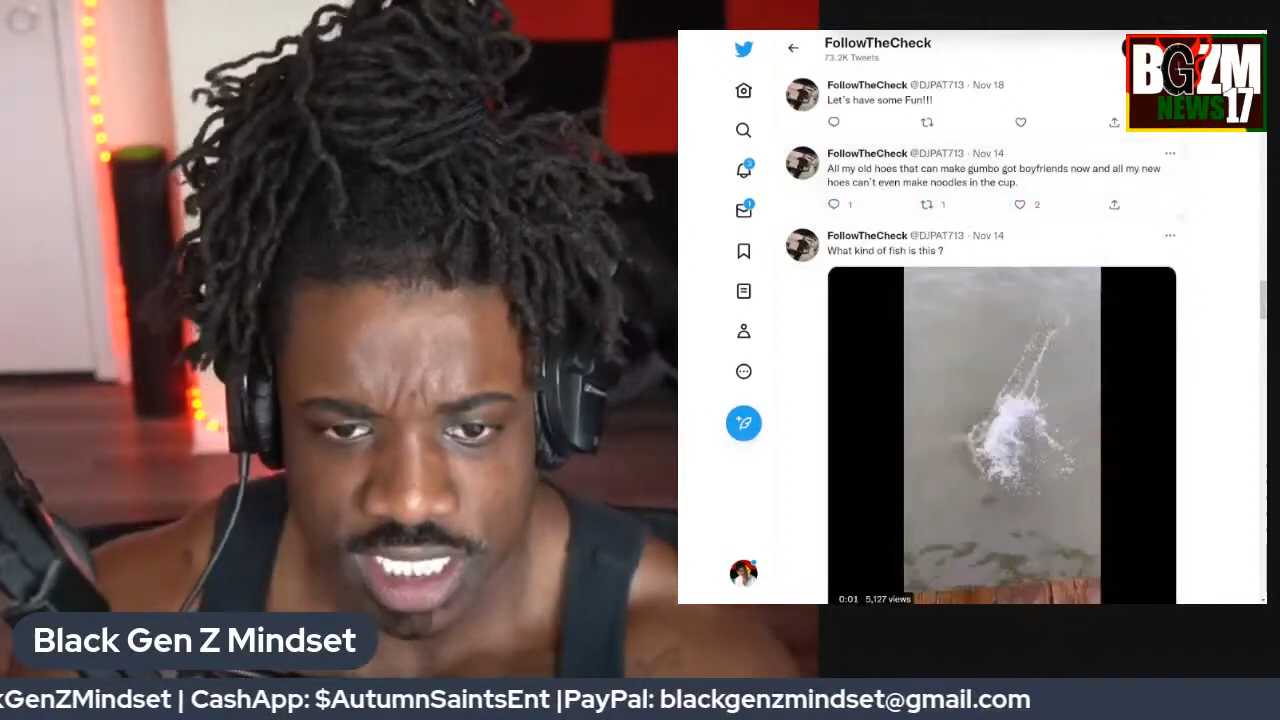 FollowTheCheck
73.2K Tweets
FollowTheCheck @DJPAT713 · Nov 18
Let's have some Fun!!!
FollowTheCheck @DJPAT713 · Nov 14
All my old hoes that can make gumbo got boyfriends now and all my new
hoes can't even make noodles in the cup.
1 1 2
FollowTheCheck @DJPAT713 · Nov 14
What kind of fish is this ?
0:01 5,127 views
3
1
BGZM
NEWS 17
Black Gen Z Mindset
kGenZMindset | CashApp: $AutumnSaintsEnt |PayPal: blackgenzmindset@gmail.com